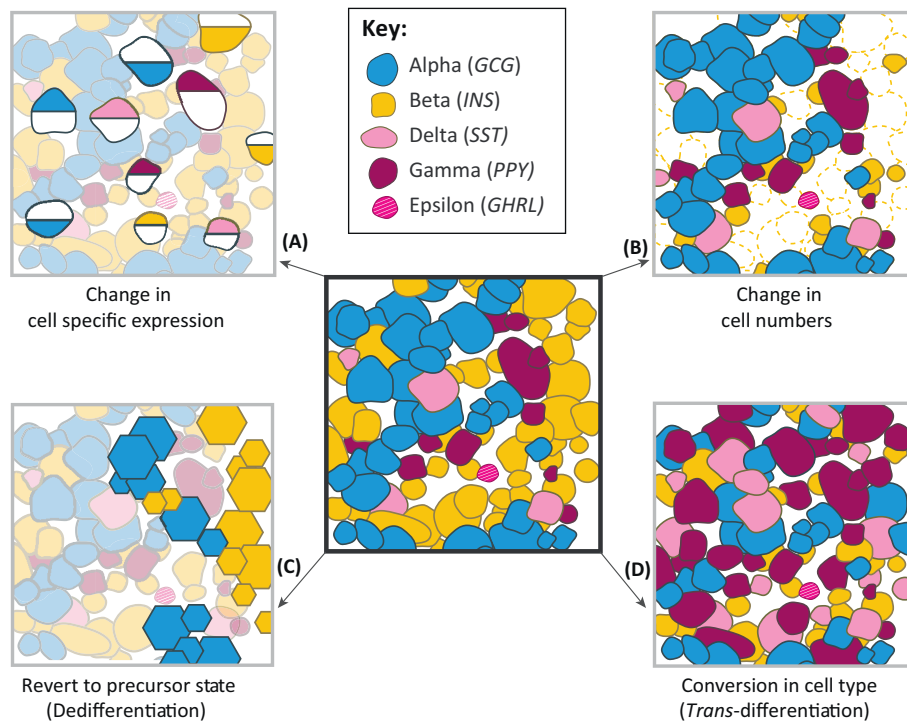 Key:
Alpha (GCG)
Beta (INS)
Delta (SST)
Gamma (PPY)
Epsilon (GHRL)
(A)
Change in
cell specific expression
(B)
Change in
cell numbers
(C)
Revert to precursor state
(Dedifferentiation)
(D)
Conversion in cell type
(Trans-differentiation)